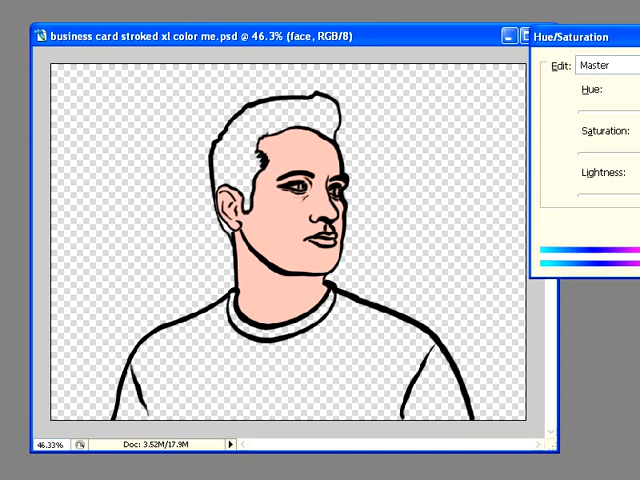 business card stroked xl color me.psd @ 46.3% (face, RGB/8)
Hue/Saturation
Edit: Master
Hue:
Saturation:
Lightness:
46.33% Doc: 3.52M/17.9M